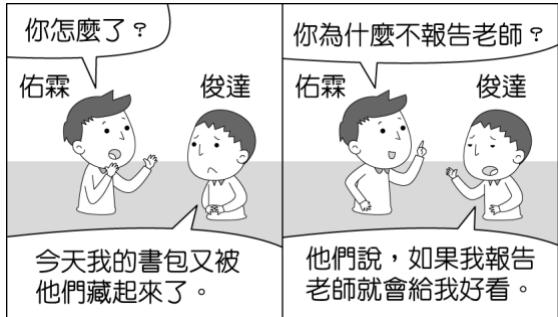 你怎麼了？
佑霖
俊達
今天我的書包又被
他們藏起來了。
你為什麼不報告老師？
佑霖
俊達
他們說，如果我報告
老師就會給我好看。